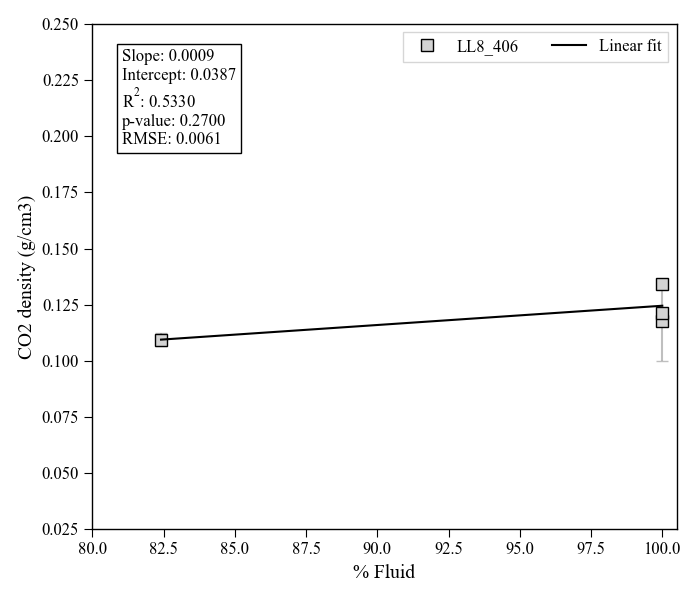 0.250
0.225
0.200
0.175
0.150
0.125
0.100
0.075
0.050
0.025
CO2 density (g/cm3)
Slope: 0.0009
Intercept: 0.0387
R²: 0.5330
p-value: 0.2700
RMSE: 0.0061
LL8_406
Linear fit
80.0 82.5 85.0 87.5 90.0 92.5 95.0 97.5 100.0
% Fluid